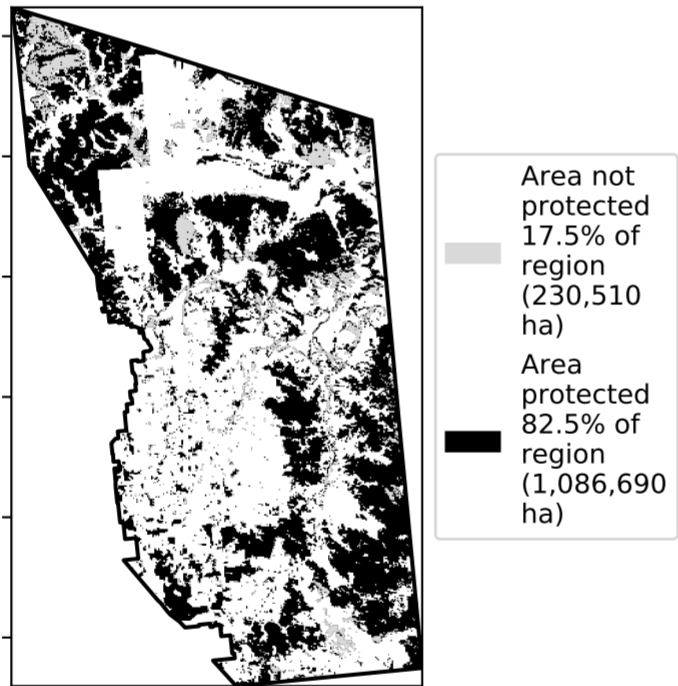 Area not
protected
17.5% of
region
(230,510
ha)
Area
protected
82.5% of
region
(1,086,690
ha)